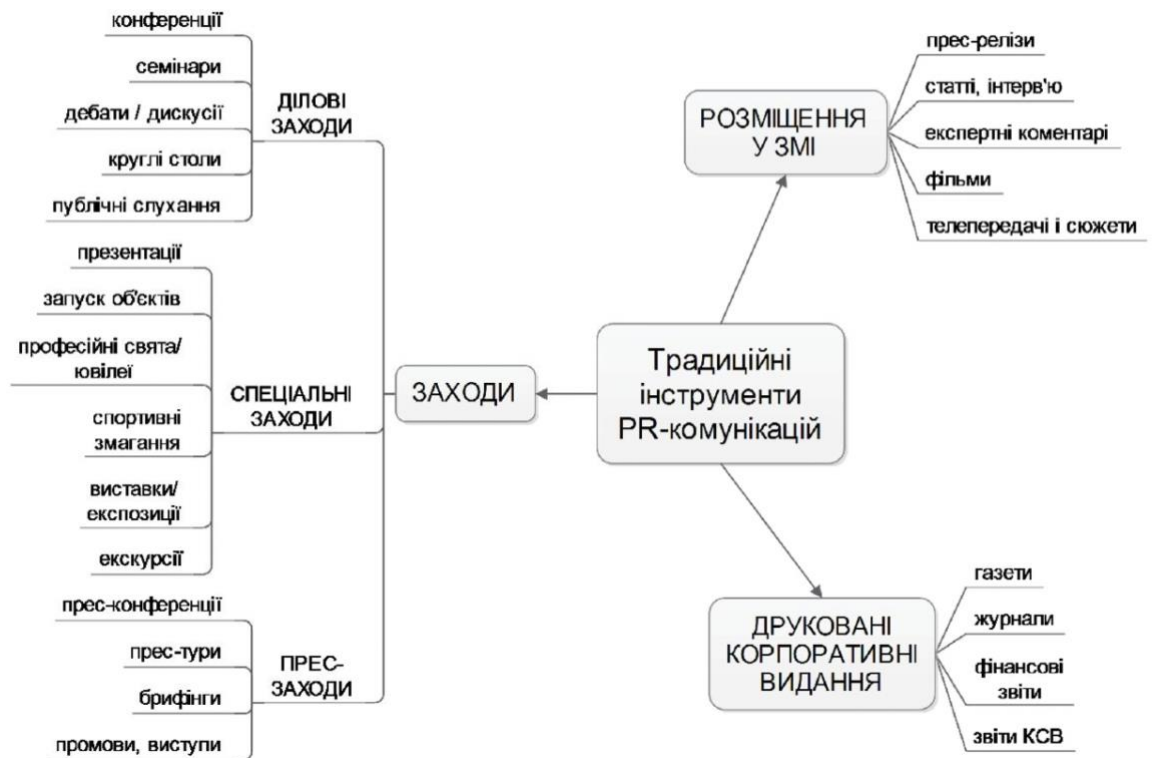 конференції
семінари
дебати / дискусії
круглі столи
публічні слухання
ДІЛОВІ
ЗАХОДИ
презентації
запуск об'єктів
професійні свята/
ювілеї
спортивні
змагання
виставки/
експозиції
екскурсії
СПЕЦІАЛЬНІ
ЗАХОДИ
прес-конференції
прес-тури
брифінги
промови, виступи
ПРЕС-
ЗАХОДИ
ЗАХОДИ
Традиційні
інструменти
PR-комунікацій
РОЗМІЩЕННЯ
У ЗМІ
прес-релізи
статті, інтерв'ю
експертні коментарі
фільми
телепередачі і сюжети
ДРУКОВАНІ
КОРПОРАТИВНІ
ВИДАННЯ
газети
журнали
фінансові
звіти
звіти КСВ